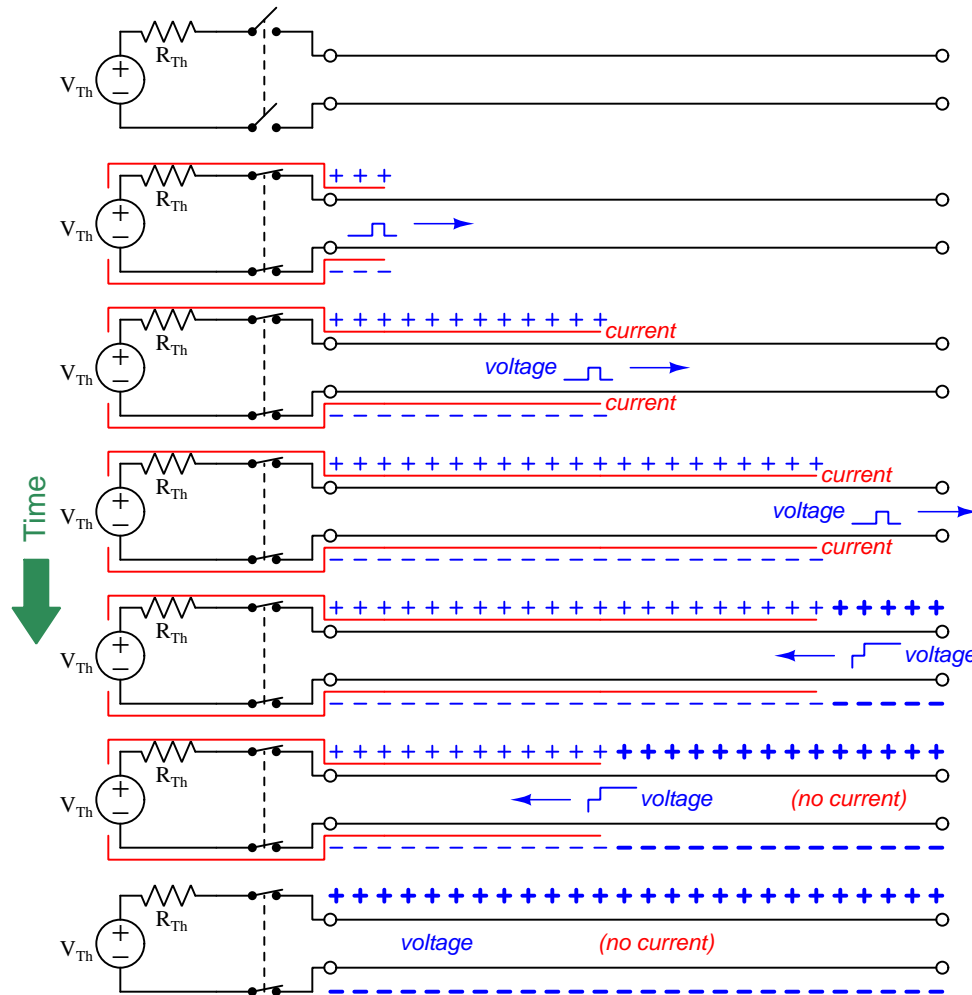 R_Th
V_Th
+
−
R_Th
+ + +
V_Th
+
−
− − −
R_Th
+ + + + + + + + + + + +
current
V_Th
+
−
voltage
current
− − − − − − − − − − − −
R_Th
+ + + + + + + + + + + + + + + + + + + + +
current
V_Th
+
−
voltage
current
− − − − − − − − − − − − − − − − − − − − −
Time
R_Th
+ + + + + + + + + + + + + + + + + + + + + + + + + +
V_Th
+
−
voltage
− − − − − − − − − − − − − − − − − − − − − − − − − −
R_Th
+ + + + + + + + + + + + + + + + + + + + + + + + + +
V_Th
+
−
voltage (no current)
− − − − − − − − − − − − − − − − − − − − − − − − − −
R_Th
+ + + + + + + + + + + + + + + + + + + + + + + + + +
V_Th
+
−
voltage (no current)
− − − − − − − − − − − − − − − − − − − − − − − − − −